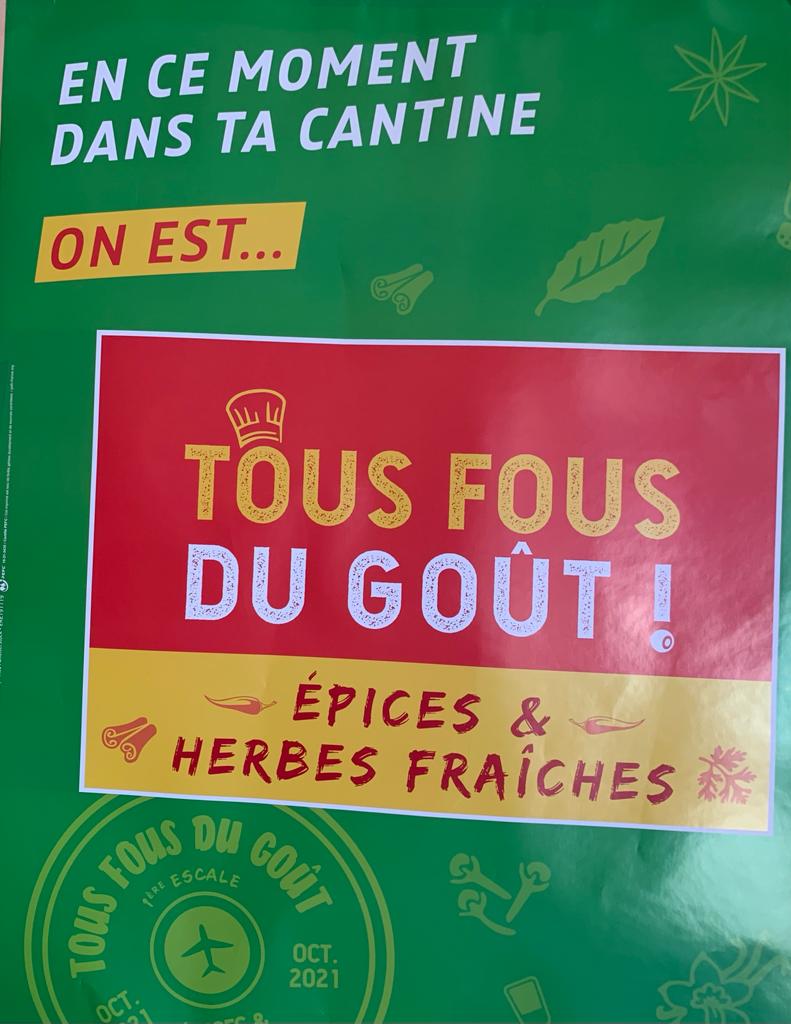 EN CE MOMENT
DANS TA CANTINE
ON EST...
TOUS FOUS
DU GOÛT !
ÉPICES &
HERBES FRAÎCHES
TOUS FOUS DU GOÛT
1ÈRE ESCALE
OCT.
2021
OCT.